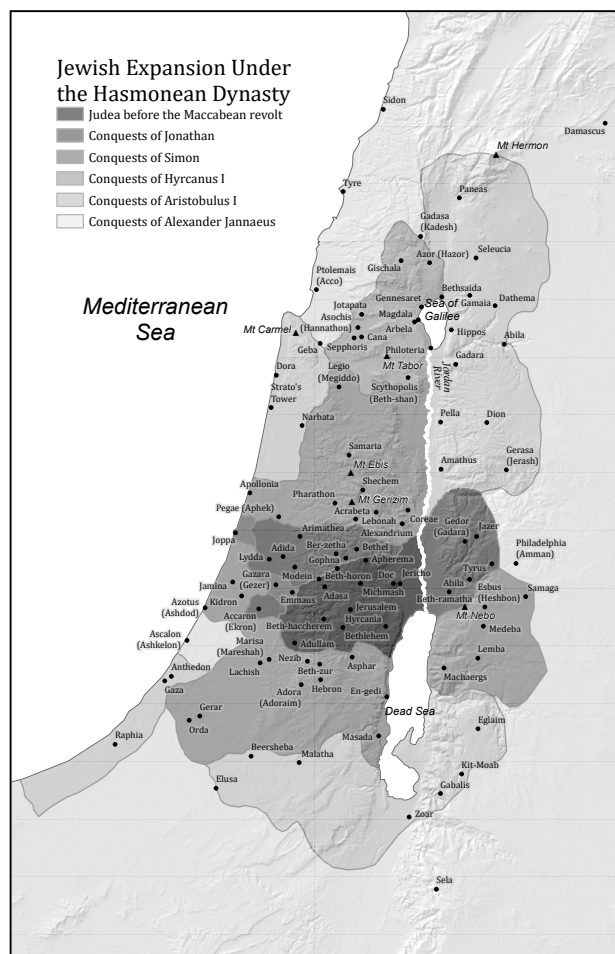 Jewish Expansion Under
the Hasmonean Dynasty
Judea before the Maccabean revolt
Conquests of Jonathan
Conquests of Simon
Conquests of Hyrcanus I
Conquests of Aristobulus I
Conquests of Alexander Jannaeus
Sidon
Damascus
Mt Hermon
Tyre
Paneas
Gadasa
(Kadesh)
Azor (Hazor)
Seleucia
Gischala
Ptolemais
(Acco)
Bethsaida
Gennesaret
Sea of
Galilee
Gamaia
Dathema
Jotapata
Magdala
Mediterranean
Sea
Asochis
(Hannathon)
Mt Carmel
Arbela
Cana
Hippos
Abila
Geba
Sepphoris
Philoteria
Mt Tabor
Gadara
Jordan
River
Dora
Legio
(Megiddo)
Scythopolis
(Beth-shan)
Strato's
Tower
Narbata
Pella
Dion
Samaria
Mt Ebis
Amathus
Gerasa
(Jerash)
Shechem
Apollonia
Pharathon
Mt Gerizim
Pegae (Aphek)
Acrabeta
Lebonah
Coreae
Alexandrium
Joppa
Arimathea
Gedor
(Gadara)
Jazer
Philadelphia
(Amman)
Adida
Ber-zetha
Bethel
Lydda
Gophna
Apherema
Tyrus
Modein
Beth-horon
Doc
Jericho
Abila
Esbus
(Heshbon)
Samaga
Jamina
Gazara
(Gezer)
Michmash
Beth-ramatha
Azotus
(Ashdod)
Kidron
Emmaus
Adasa
Mt Nebo
Accaron
(Ekron)
Jerusalem
Beth-haccherem
Hyrcania
Medeba
Ascalon
(Ashkelon)
Bethlehem
Marisa
(Mareshah)
Adullam
Lemba
Anthedon
Nezib
Asphar
Lachish
Beth-zur
Machaergs
Gaza
Adora
(Adoraim)
Hebron
En-gedi
Gerar
Dead Sea
Orda
Eglaim
Raphia
Masada
Beersheba
Malatha
Kit-Moab
Elusa
Gabalis
Zoar
Sela